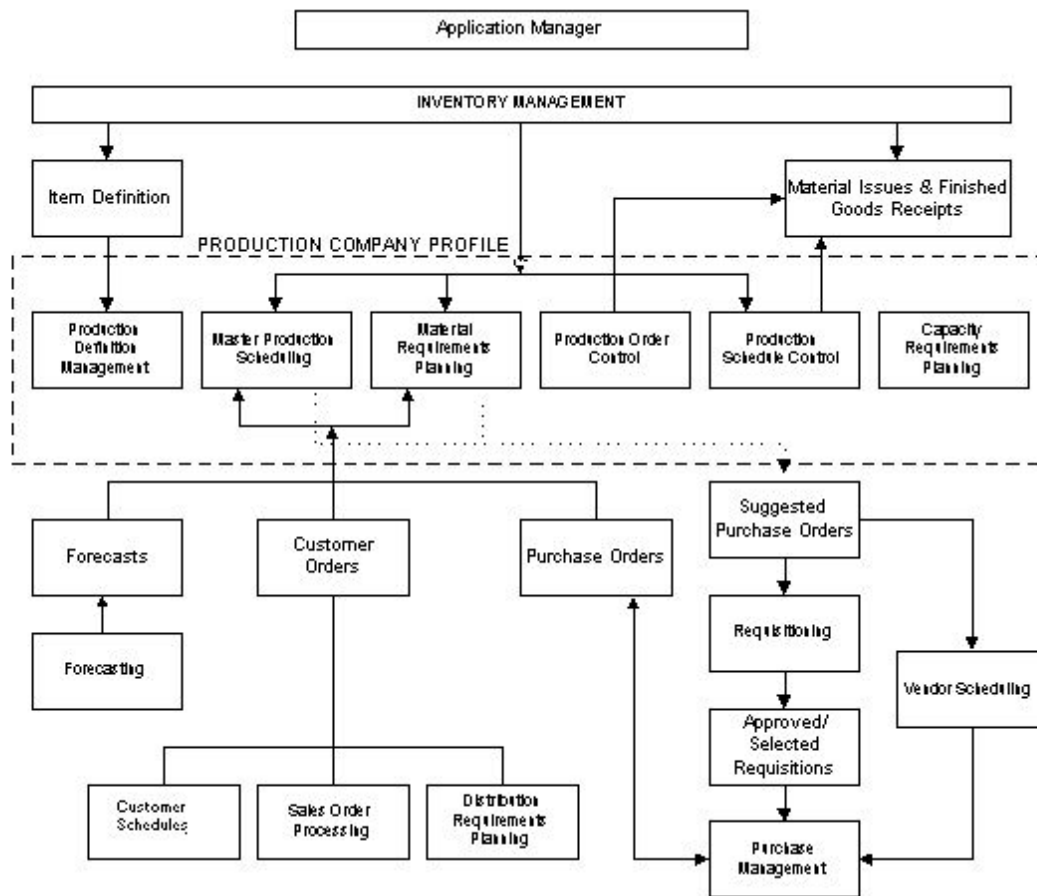 Application Manager
INVENTORY MANAGEMENT
Item Definition
Material Issues & Finished
Goods Receipts
PRODUCTION COMPANY PROFILE
Production
Definition
Management
Master Production
Scheduling
Material
Requirements
Planning
Production Order
Control
Production
Schedule Control
Capacity
Requirements
Planning
Forecasts
Customer
Orders
Purchase Orders
Suggested
Purchase Orders
Forecasting
Requisitioning
Vendor Scheduling
Approved/
Selected
Requisitions
Customer
Schedules
Sales Order
Processing
Distribution
Requirements
Planning
Purchase
Management